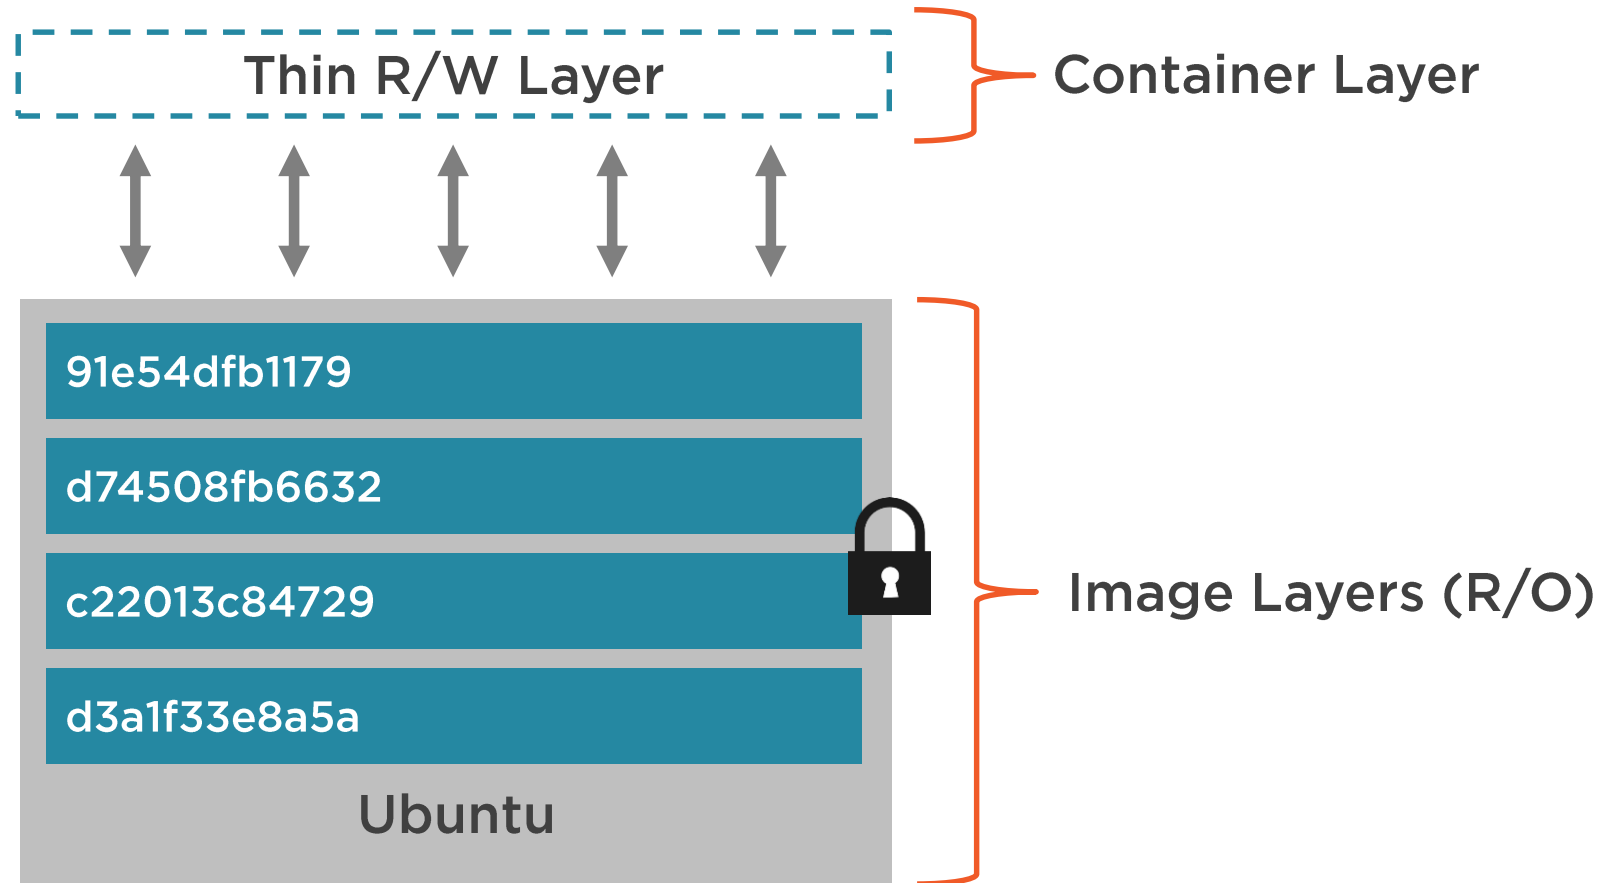 Thin R/W Layer
Container Layer
91e54dfb1179
d74508fb6632
c22013c84729
d3a1f33e8a5a
Ubuntu
Image Layers (R/O)